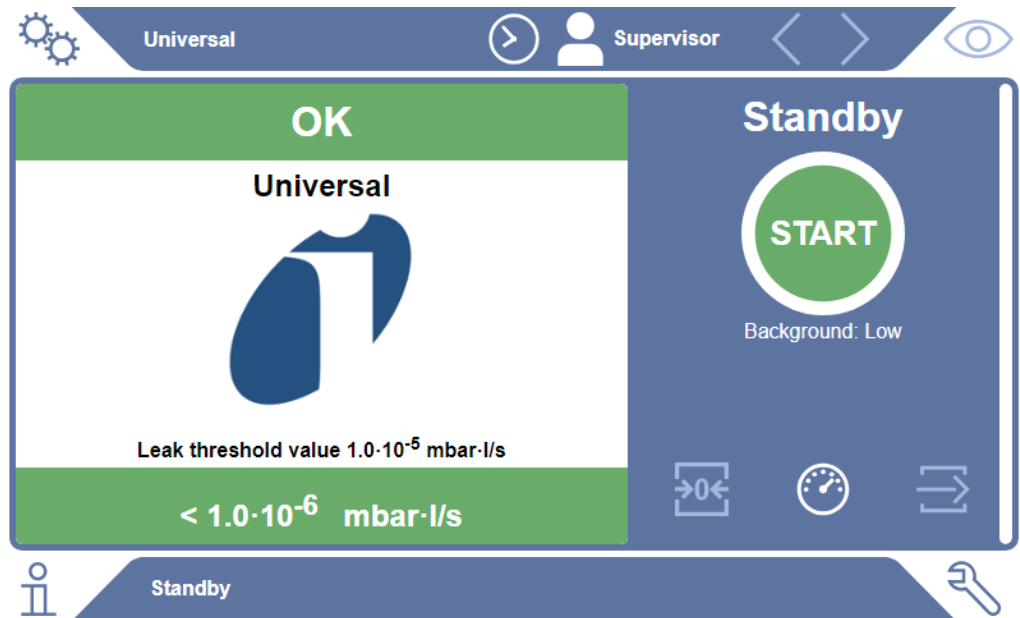 Universal
Supervisor
OK
Universal
Leak threshold value 1.0·10⁻⁵ mbar·l/s
< 1.0·10⁻⁶ mbar·l/s
Standby
START
Background: Low
→0←
Standby